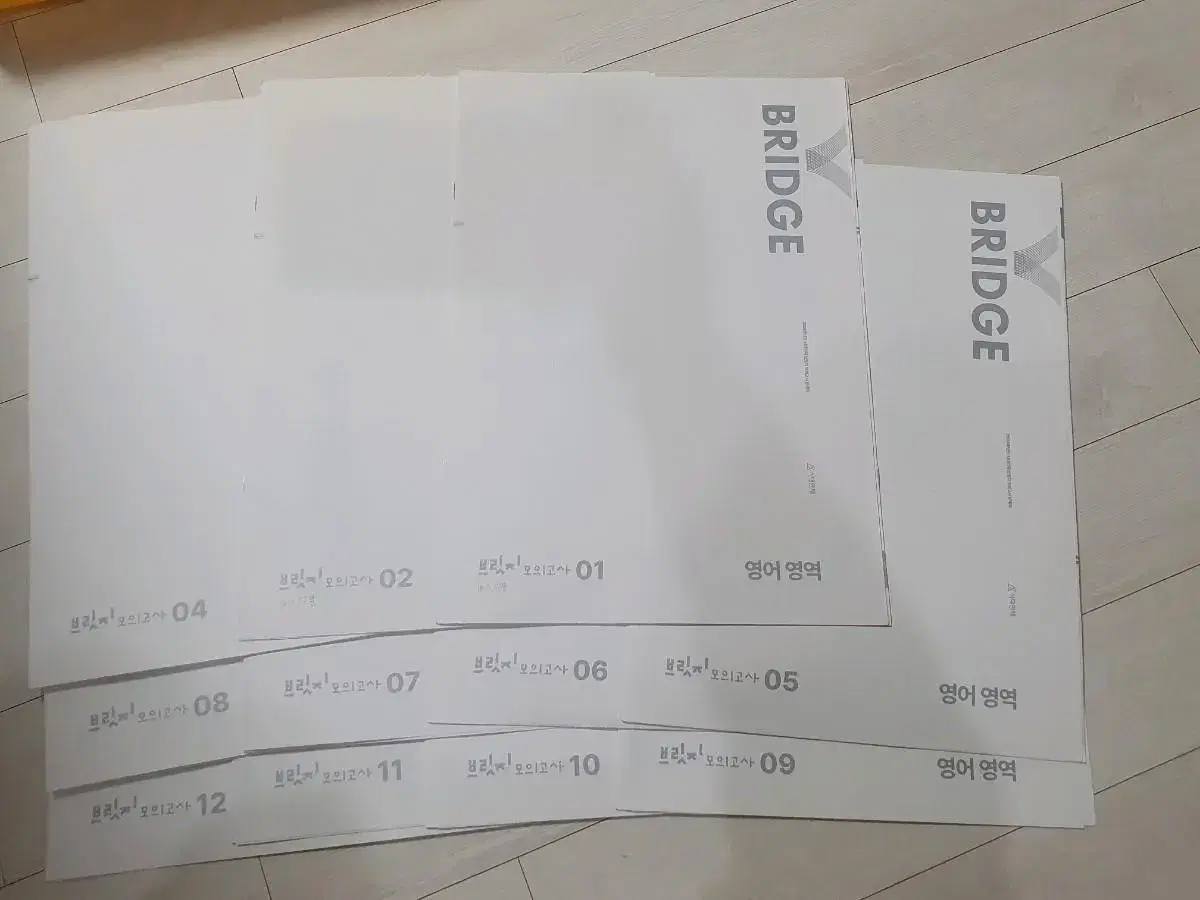 BRIDGE
BRIDGE
브릿지 모의고사 04
브릿지 모의고사 02
브릿지 모의고사 01
영어 영역
브릿지 모의고사 08
브릿지 모의고사 07
브릿지 모의고사 06
브릿지 모의고사 05
영어 영역
브릿지 모의고사 12
브릿지 모의고사 11
브릿지 모의고사 10
브릿지 모의고사 09
영어 영역